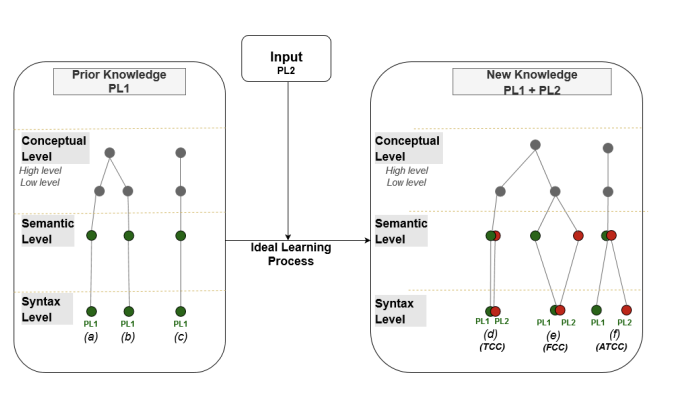 Prior Knowledge
PL1
Conceptual
Level
High level
Low level
Semantic
Level
Syntax
Level
PL1 PL1 PL1
(a) (b) (c)
Input
PL2
Ideal Learning
Process
New Knowledge
PL1 + PL2
Conceptual
Level
High level
Low level
Semantic
Level
Syntax
Level
PL1 PL2 PL1 PL2 PL1 PL2
(d) (e) (f)
(TCC) (FCC) (ATCC)